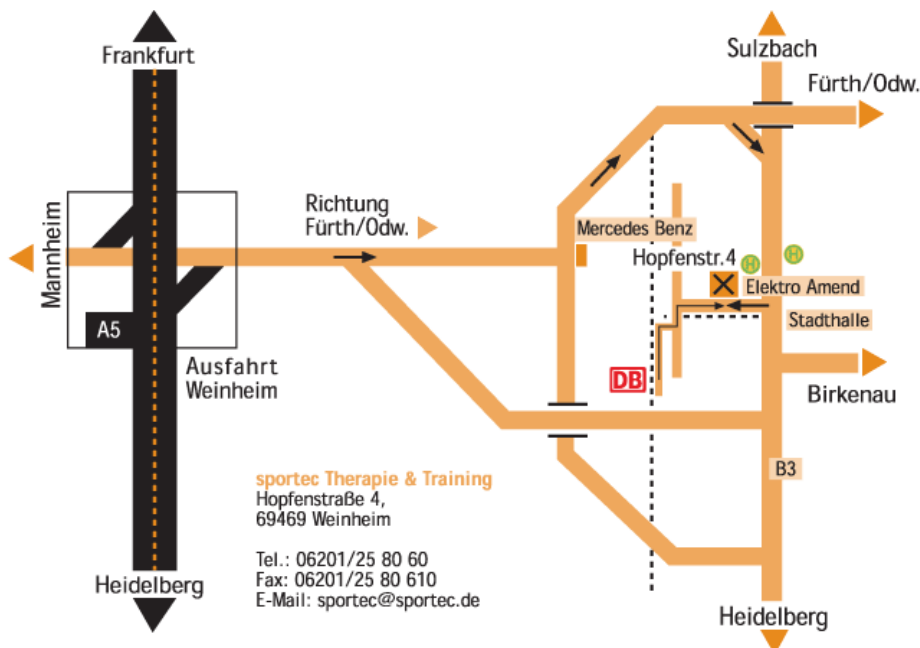 Frankfurt
Sulzbach
Fürth/Odw.
Mannheim
Richtung
Fürth/Odw.
Mercedes Benz
Hopfenstr.4
H
H
Elektro Amend
A5
Stadthalle
Ausfahrt
Weinheim
DB
Birkenau
B3
sportec Therapie & Training
Hopfenstraße 4,
69469 Weinheim
Tel.: 06201/25 80 60
Fax: 06201/25 80 610
E-Mail: sportec@sportec.de
Heidelberg
Heidelberg